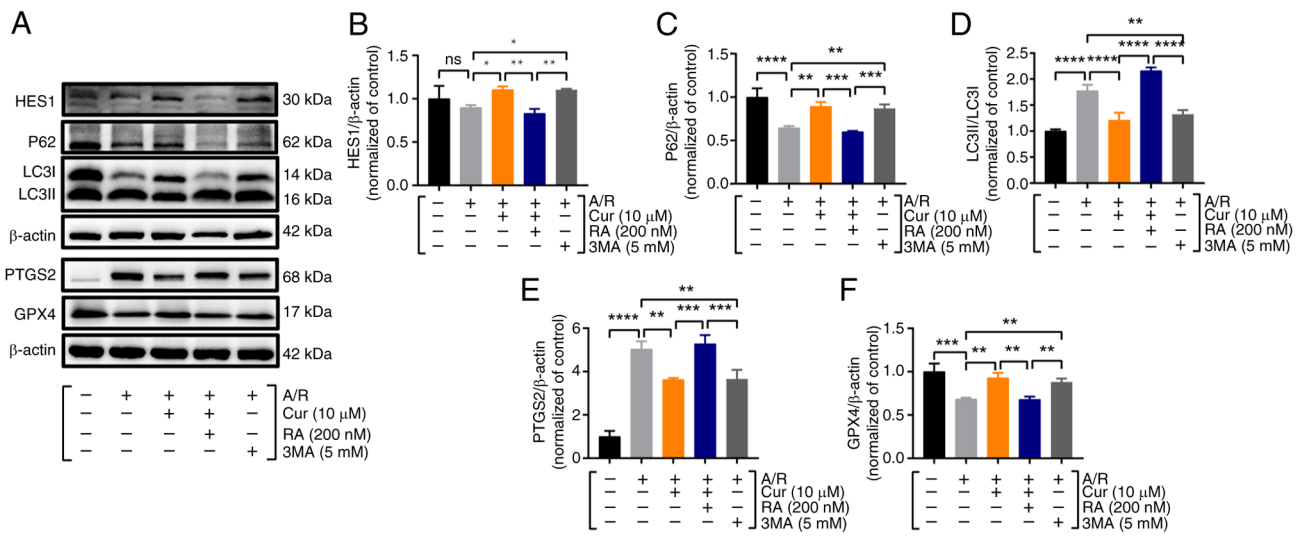 A
HES1 30 kDa
P62 62 kDa
LC3I 14 kDa
LC3II 16 kDa
β-actin 42 kDa
PTGS2 68 kDa
GPX4 17 kDa
β-actin 42 kDa
– + + + + A/R
– – + + – Cur (10 μM)
– – – + – RA (200 nM)
– – – – + 3MA (5 mM)
B
HES1/β-actin
(normalized of control)
1.5
1.0
0.5
0.0
ns * ** ** *
– + + + + A/R
– – + + – Cur (10 μM)
– – – + – RA (200 nM)
– – – – + 3MA (5 mM)
C
P62/β-actin
(normalized of control)
1.5
1.0
0.5
0.0
**** ** *** *** **
– + + + + A/R
– – + + – Cur (10 μM)
– – – + – RA (200 nM)
– – – – + 3MA (5 mM)
D
LC3II/LC3I
(normalized of control)
2.5
2.0
1.5
1.0
0.5
0.0
**** **** **** **** **
– + + + + A/R
– – + + – Cur (10 μM)
– – – + – RA (200 nM)
– – – – + 3MA (5 mM)
E
PTGS2/β-actin
(normalized of control)
6
4
2
0
**** ** *** *** **
– + + + + A/R
– – + + – Cur (10 μM)
– – – + – RA (200 nM)
– – – – + 3MA (5 mM)
F
GPX4/β-actin
(normalized of control)
1.5
1.0
0.5
0.0
*** ** ** ** **
– + + + + A/R
– – + + – Cur (10 μM)
– – – + – RA (200 nM)
– – – – + 3MA (5 mM)